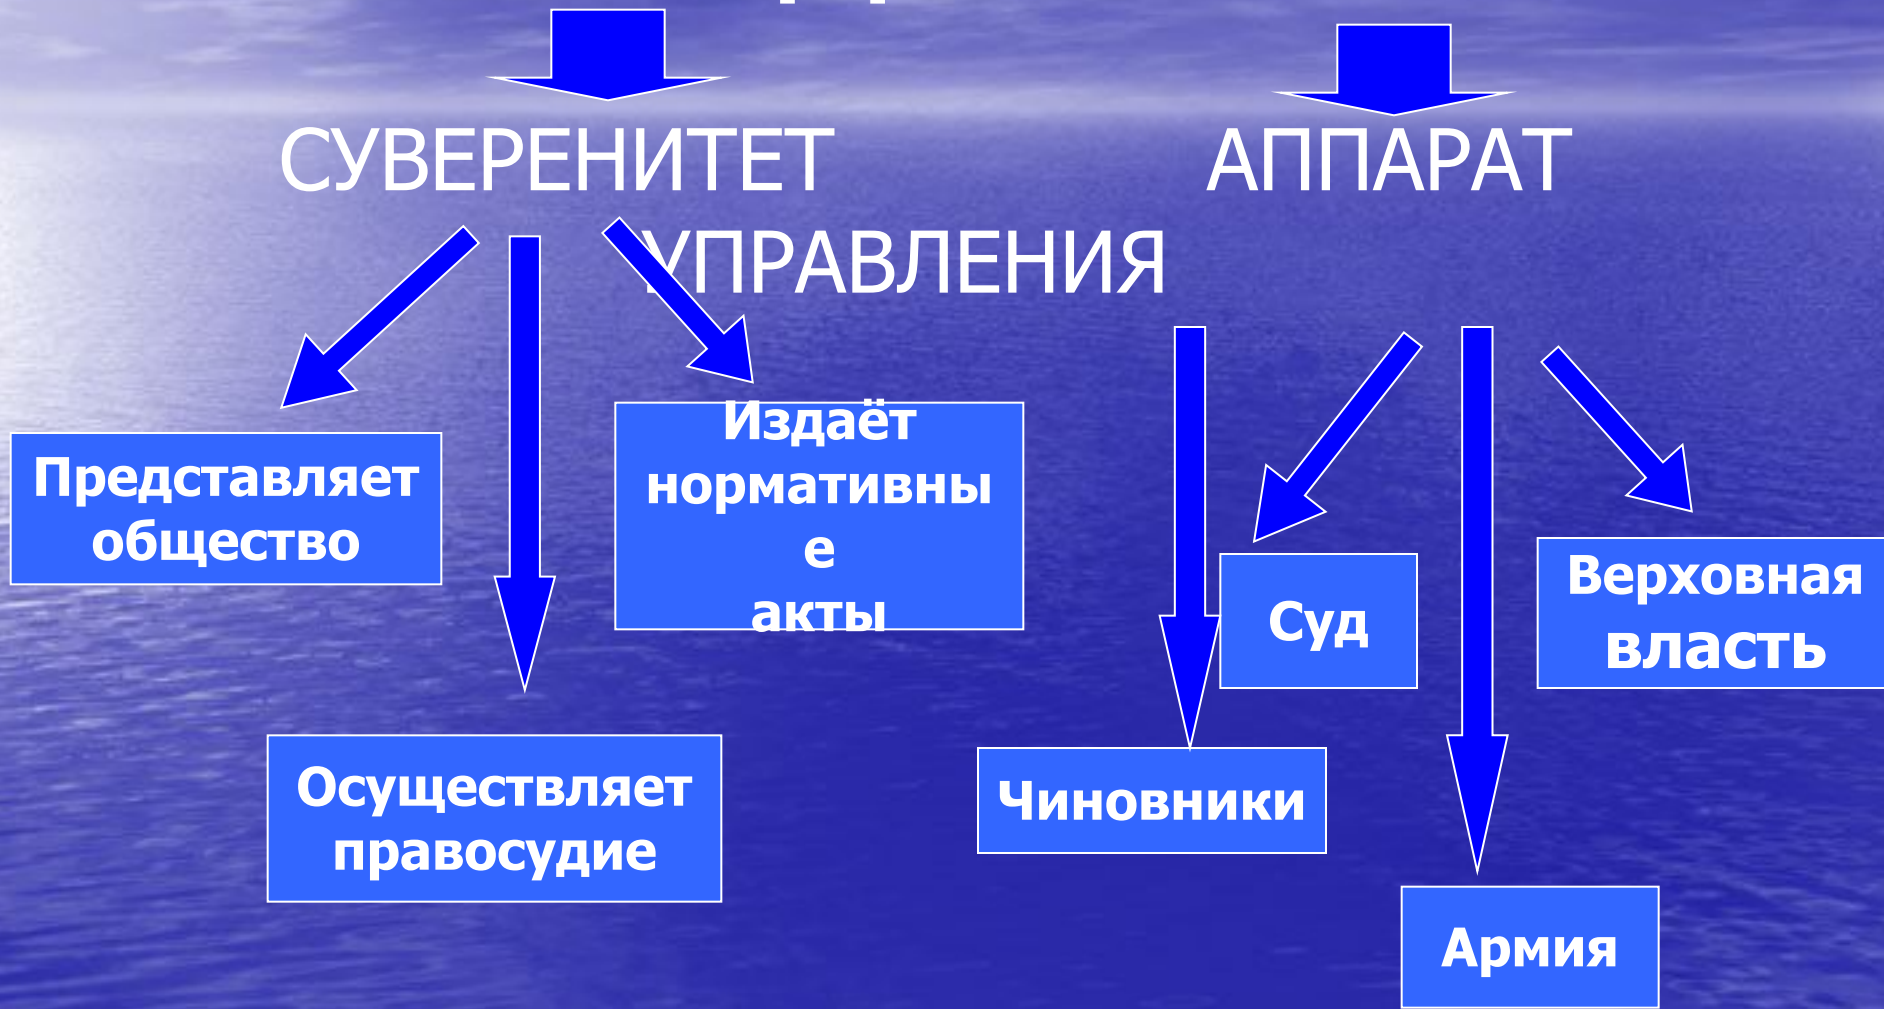 СУВЕРЕНИТЕТ АППАРАТ
УПРАВЛЕНИЯ
Представляет
общество
Издаёт
нормативны
е
акты
Осуществляет
правосудие
Чиновники
Суд
Армия
Верховная
власть